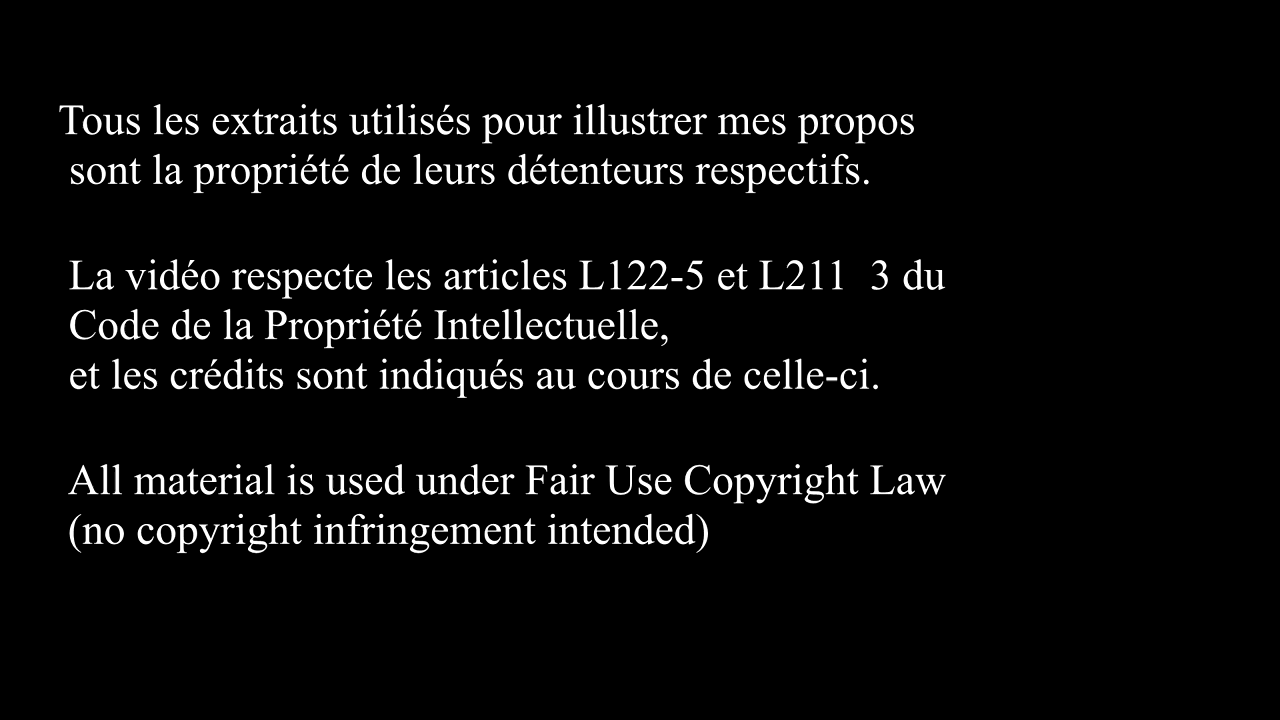 Tous les extraits utilisés pour illustrer mes propos
sont la propriété de leurs détenteurs respectifs.
La vidéo respecte les articles L122-5 et L211  3 du
Code de la Propriété Intellectuelle,
et les crédits sont indiqués au cours de celle-ci.
All material is used under Fair Use Copyright Law
(no copyright infringement intended)